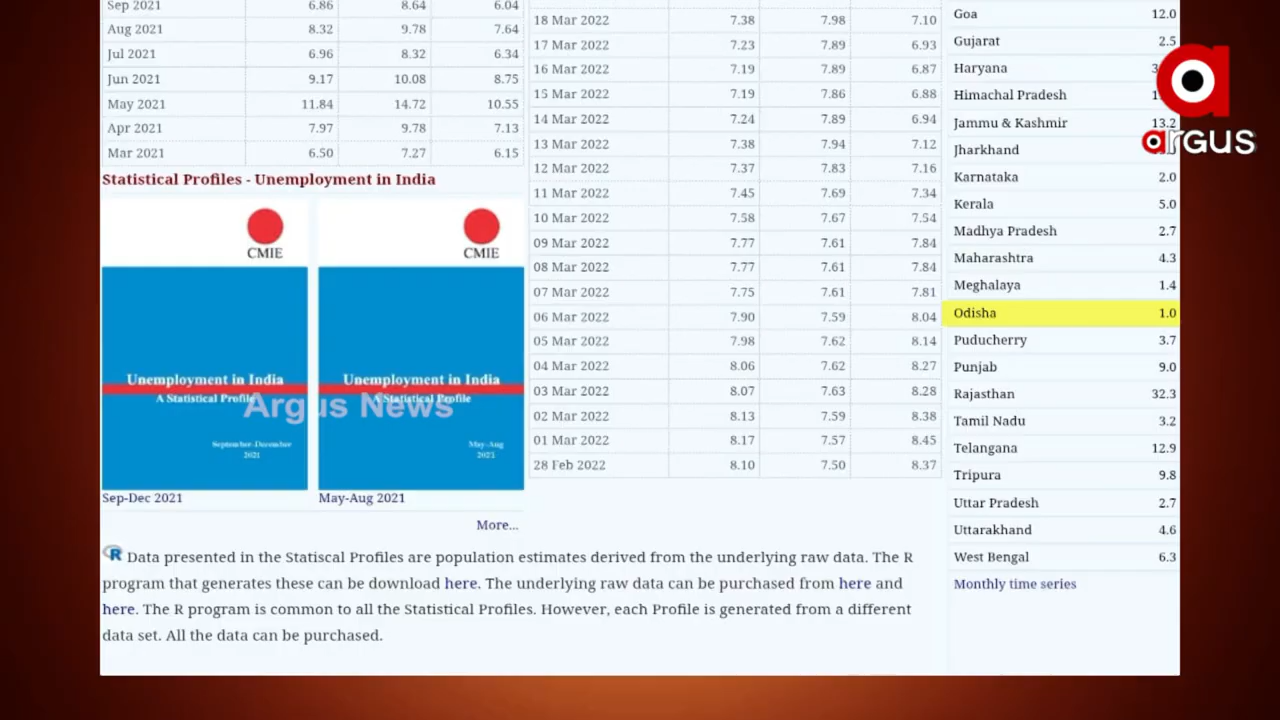 Sep 2021 6.86 8.64 6.04
Aug 2021 8.32 9.78 7.64
Jul 2021 6.96 8.32 6.34
Jun 2021 9.17 10.08 8.75
May 2021 11.84 14.72 10.55
Apr 2021 7.97 9.78 7.13
Mar 2021 6.50 7.27 6.15
Statistical Profiles - Unemployment in India
CMIE
Unemployment in India
A Statistical Profile
September-December
2021
Sep-Dec 2021
CMIE
Unemployment in India
A Statistical Profile
May-Aug
2021
May-Aug 2021
Argus News
More...
18 Mar 2022 7.38 7.98 7.10
17 Mar 2022 7.23 7.89 6.93
16 Mar 2022 7.19 7.89 6.87
15 Mar 2022 7.19 7.86 6.88
14 Mar 2022 7.24 7.89 6.94
13 Mar 2022 7.38 7.94 7.12
12 Mar 2022 7.37 7.83 7.16
11 Mar 2022 7.45 7.69 7.34
10 Mar 2022 7.58 7.67 7.54
09 Mar 2022 7.77 7.61 7.84
08 Mar 2022 7.77 7.61 7.84
07 Mar 2022 7.75 7.61 7.81
06 Mar 2022 7.90 7.59 8.04
05 Mar 2022 7.98 7.62 8.14
04 Mar 2022 8.06 7.62 8.27
03 Mar 2022 8.07 7.63 8.28
02 Mar 2022 8.13 7.59 8.38
01 Mar 2022 8.17 7.57 8.45
28 Feb 2022 8.10 7.50 8.37
Data presented in the Statiscal Profiles are population estimates derived from the underlying raw data. The R
program that generates these can be download here. The underlying raw data can be purchased from here and
here. The R program is common to all the Statistical Profiles. However, each Profile is generated from a different
data set. All the data can be purchased.
Goa 12.0
Gujarat 2.5
Haryana
Himachal Pradesh
Jammu & Kashmir 13.2
Jharkhand
Karnataka 2.0
Kerala 5.0
Madhya Pradesh 2.7
Maharashtra 4.3
Meghalaya 1.4
Odisha 1.0
Puducherry 3.7
Punjab 9.0
Rajasthan 32.3
Tamil Nadu 3.2
Telangana 12.9
Tripura 9.8
Uttar Pradesh 2.7
Uttarakhand 4.6
West Bengal 6.3
Monthly time series
argus